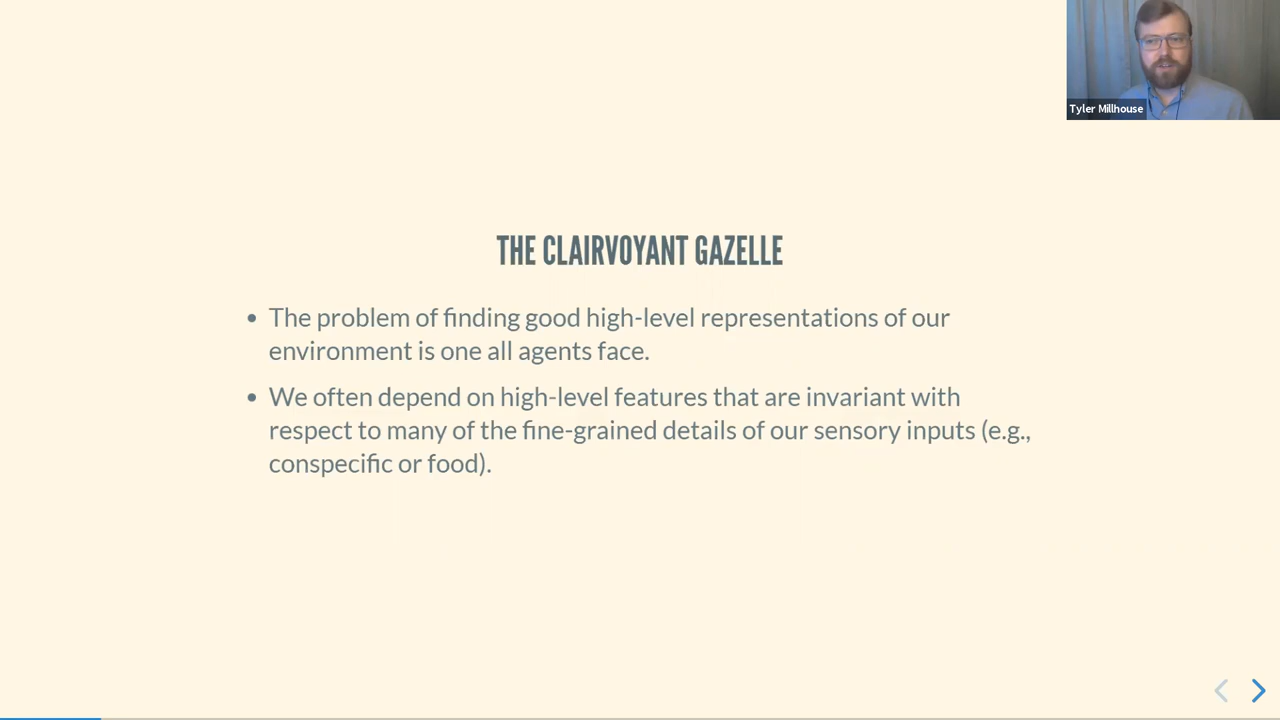 Tyler Millhouse
THE CLAIRVOYANT GAZELLE
• The problem of finding good high-level representations of our
environment is one all agents face.
• We often depend on high-level features that are invariant with
respect to many of the fine-grained details of our sensory inputs (e.g.,
conspecific or food).